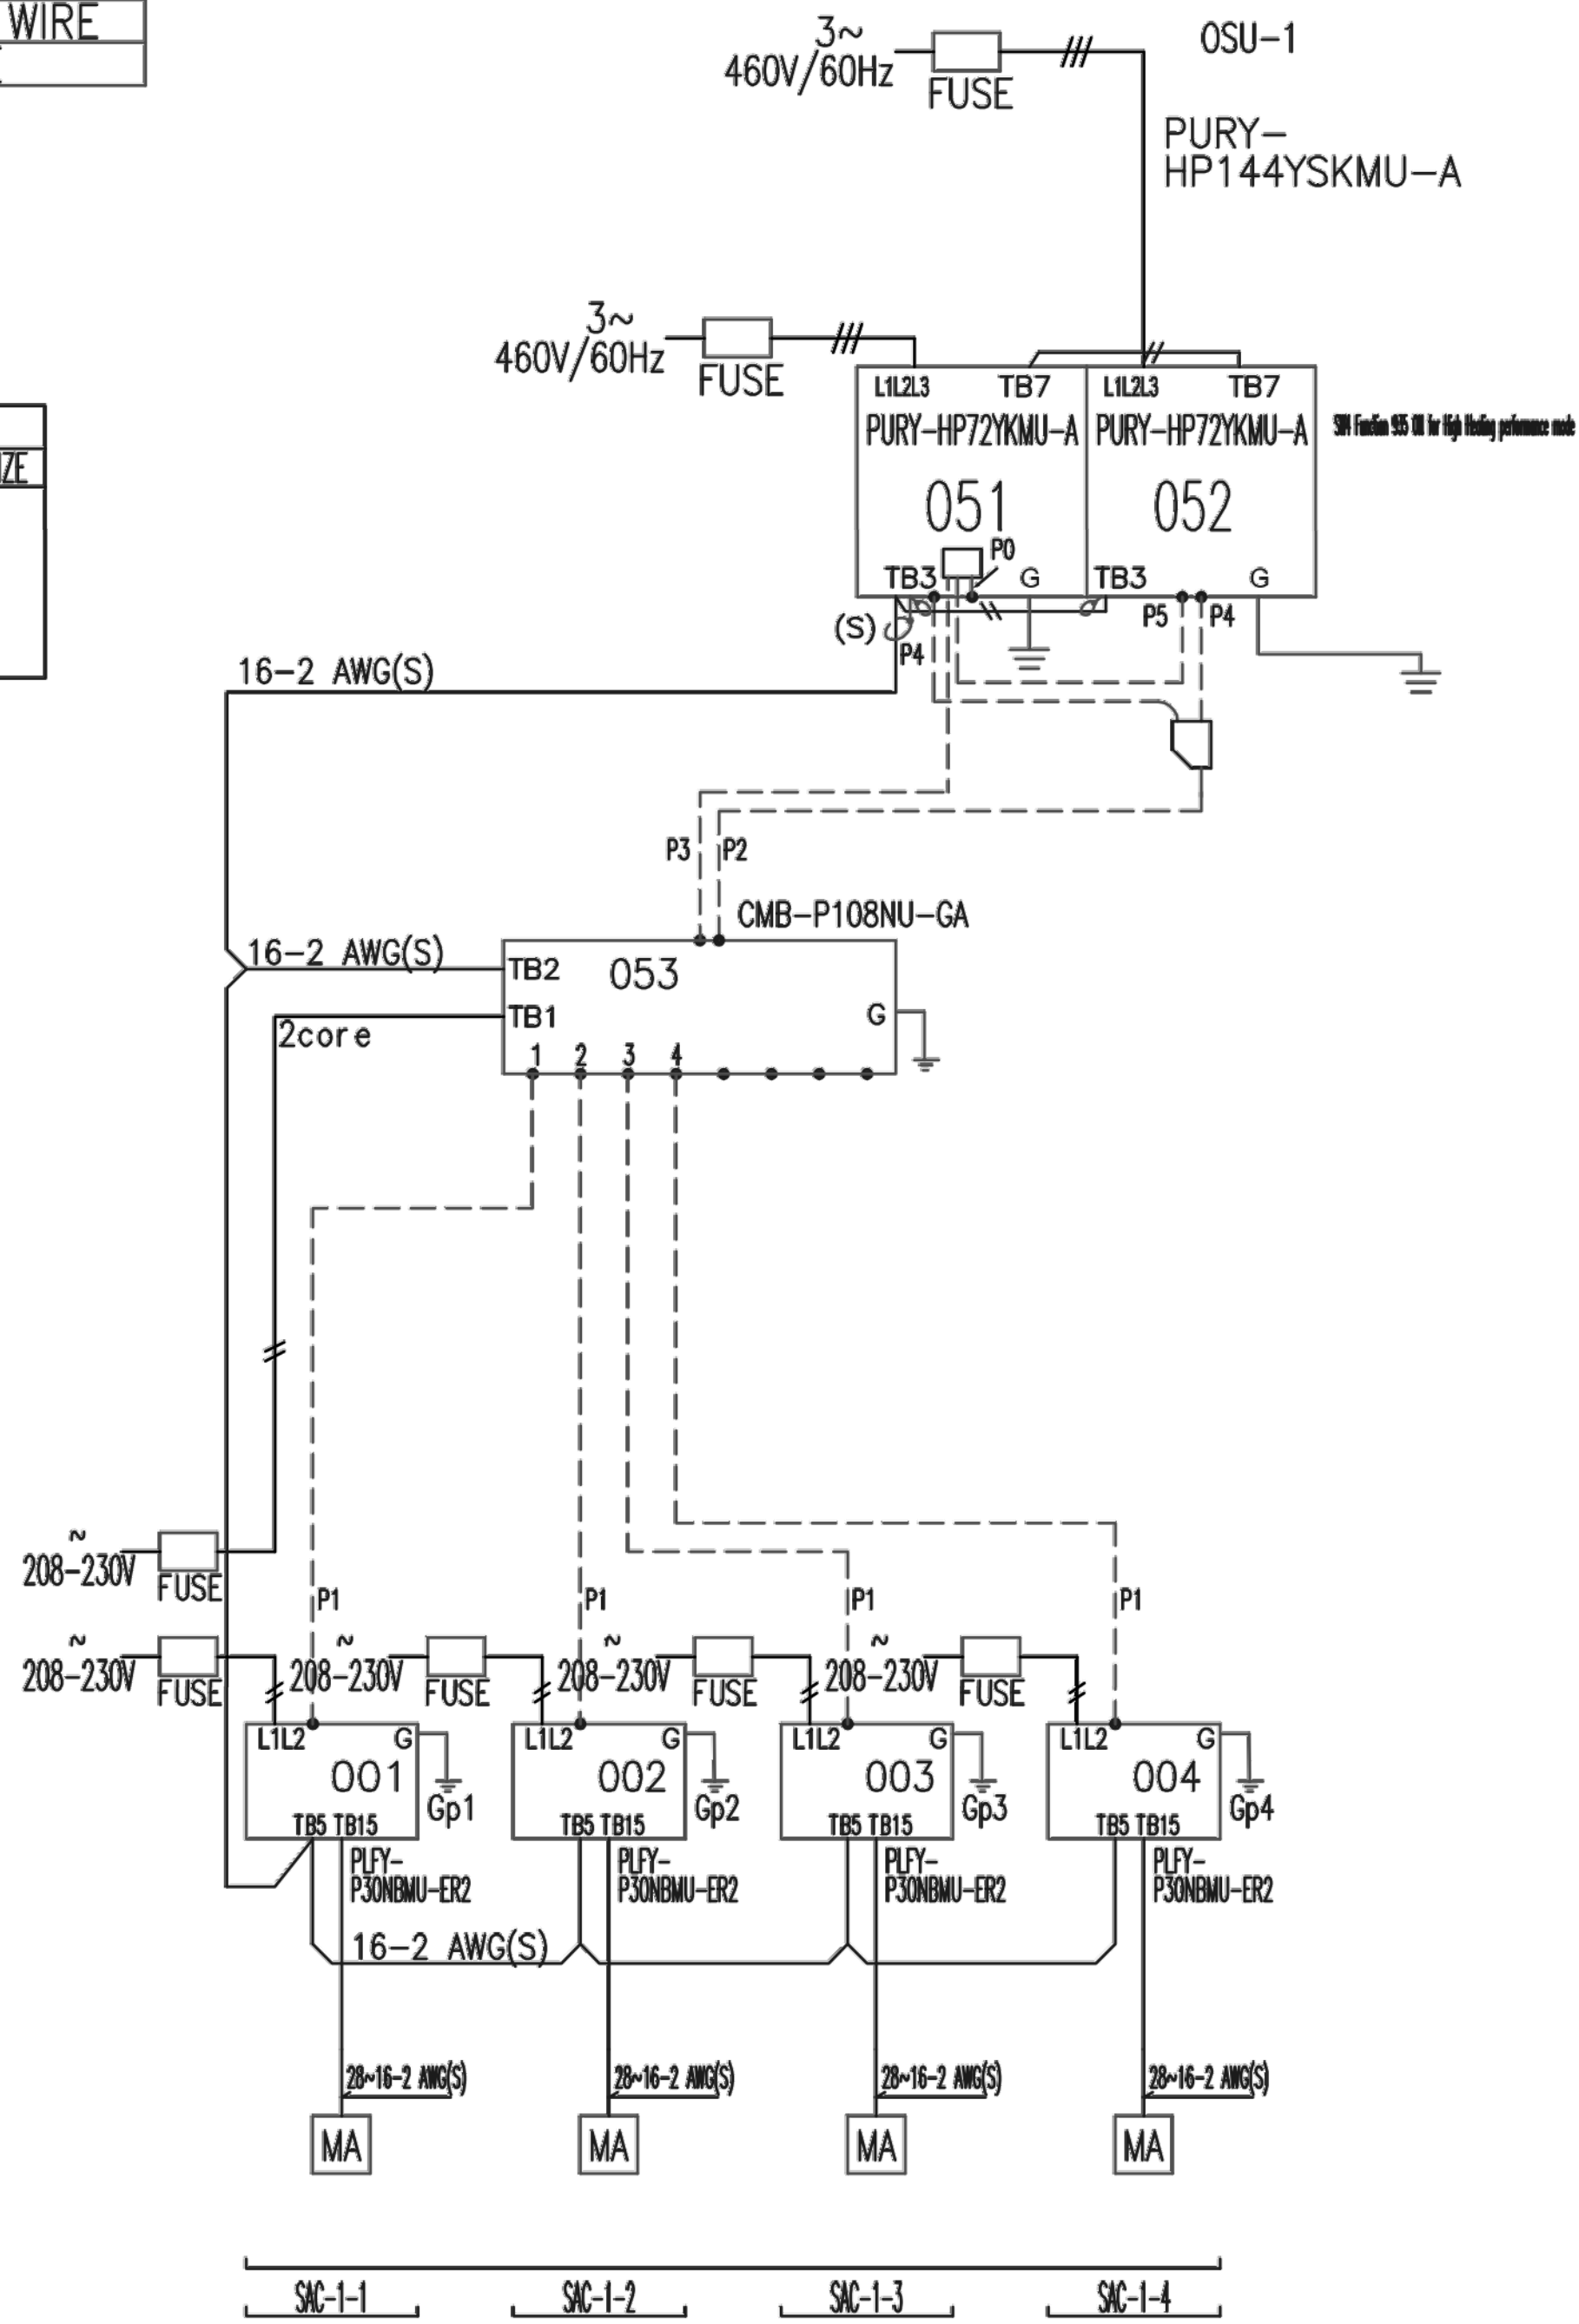 WIRE
3~
460V/60Hz
FUSE
OSU-1
PURY-
HP144YSKMU-A
3~
460V/60Hz
FUSE
L1L2L3 TB7 L1L2L3 TB7
PURY-HP72YKMU-A PURY-HP72YKMU-A
051 052
P0
TB3 G TB3 G
(S) P4 P5 P4
16-2 AWG(S)
P3 P2
CMB-P108NU-GA
16-2 AWG(S)
TB2 053
TB1 G
2core
1 2 3 4
~
208-230V
FUSE
P1 P1 P1 P1
~ ~ ~ ~
208-230V 208-230V 208-230V 208-230V
FUSE FUSE FUSE FUSE
L1L2 G L1L2 G L1L2 G L1L2 G
001 002 003 004
Gp1 Gp2 Gp3 Gp4
TB5 TB15 TB5 TB15 TB5 TB15 TB5 TB15
PLFY- PLFY- PLFY- PLFY-
P30NBMU-ER2 P30NBMU-ER2 P30NBMU-ER2 P30NBMU-ER2
16-2 AWG(S)
28~16-2 AWG(S) 28~16-2 AWG(S) 28~16-2 AWG(S) 28~16-2 AWG(S)
MA MA MA MA
SAC-1-1 SAC-1-2 SAC-1-3 SAC-1-4